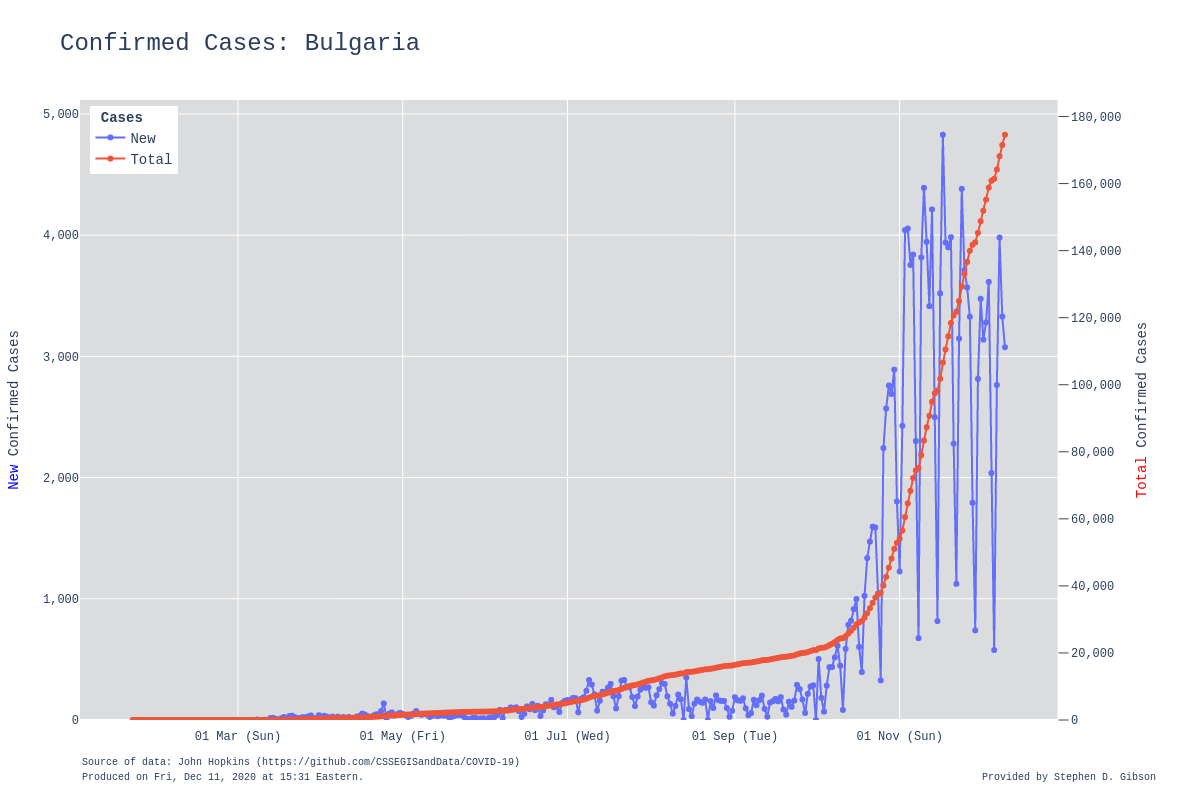 Confirmed Cases: Bulgaria
Cases
New
Total
5,000
4,000
3,000
2,000
1,000
0
New Confirmed Cases
180,000
160,000
140,000
120,000
100,000
80,000
60,000
40,000
20,000
0
Total Confirmed Cases
01 Mar (Sun)
01 May (Fri)
01 Jul (Wed)
01 Sep (Tue)
01 Nov (Sun)
Source of data: John Hopkins (https://github.com/CSSEGISandData/COVID-19)
Produced on Fri, Dec 11, 2020 at 15:31 Eastern.
Provided by Stephen D. Gibson